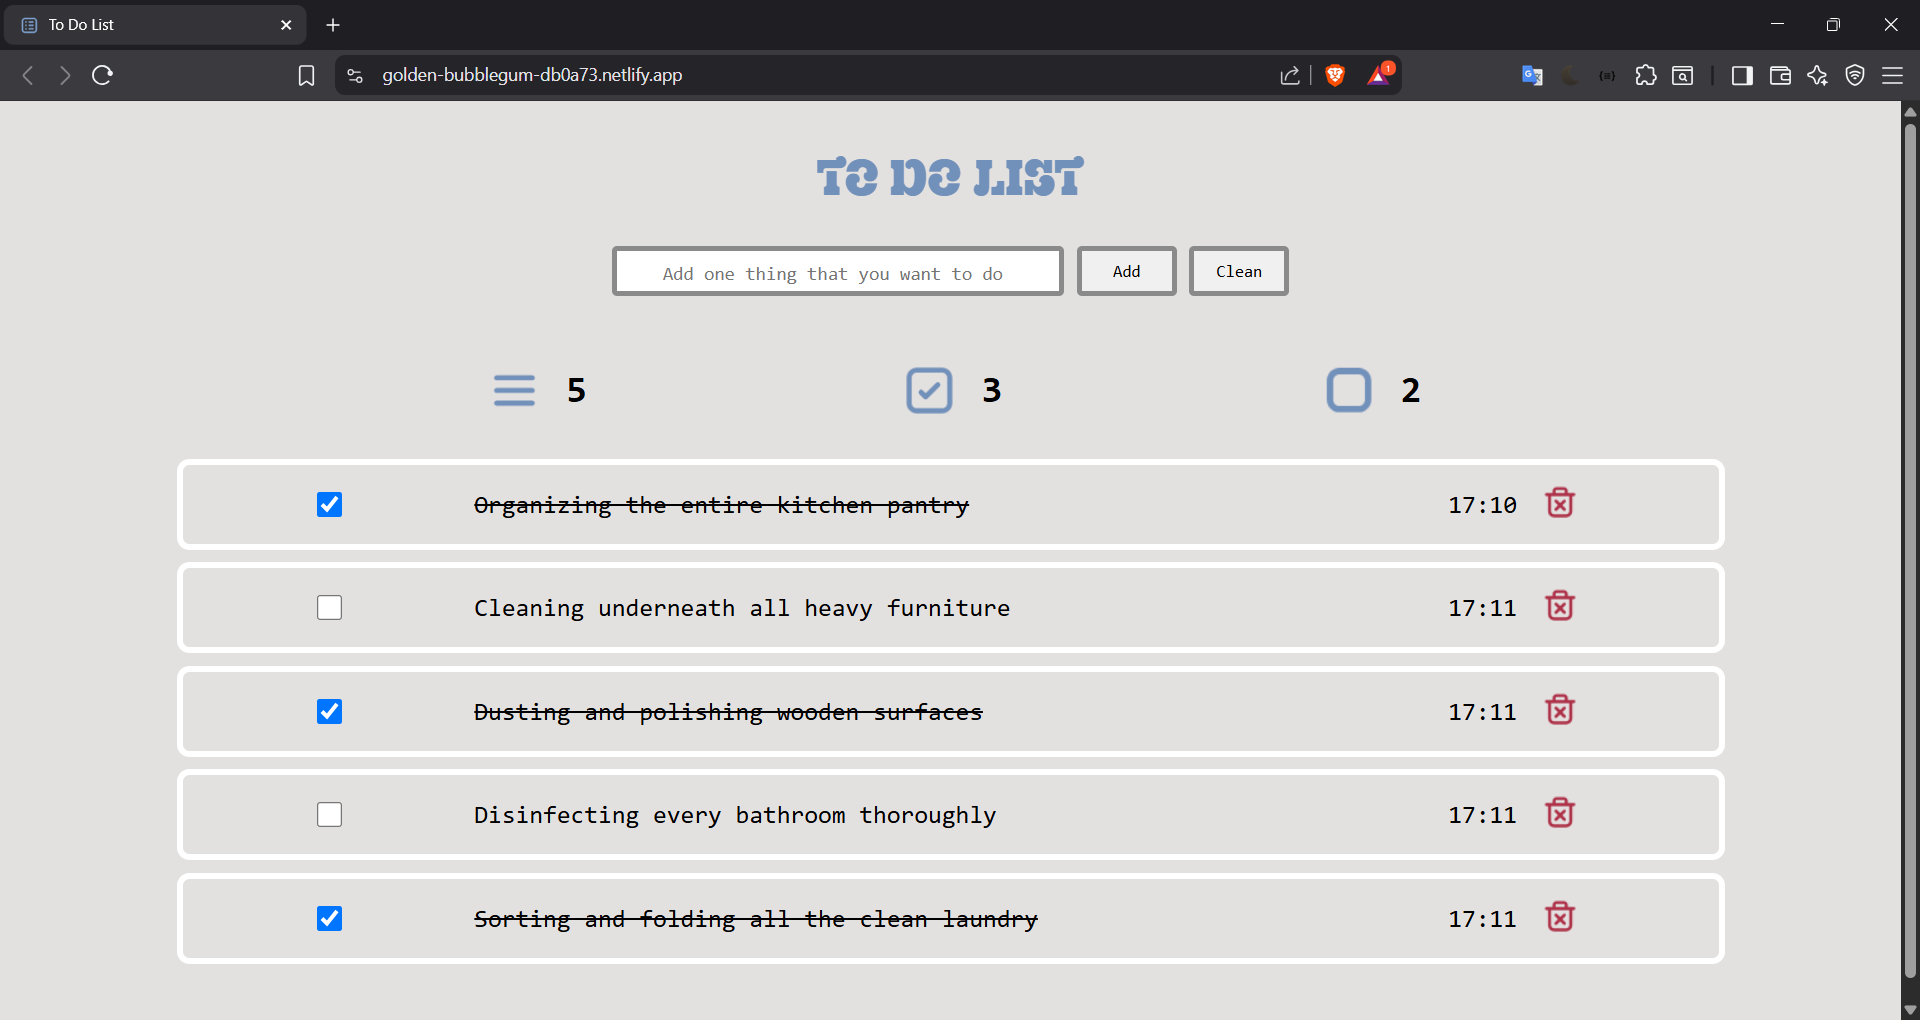 To Do List
golden-bubblegum-db0a73.netlify.app
1
TO DO LIST
Add one thing that you want to do
Add
Clean
5
3
2
Organizing the entire kitchen pantry
17:10
Cleaning underneath all heavy furniture
17:11
Dusting and polishing wooden surfaces
17:11
Disinfecting every bathroom thoroughly
17:11
Sorting and folding all the clean laundry
17:11